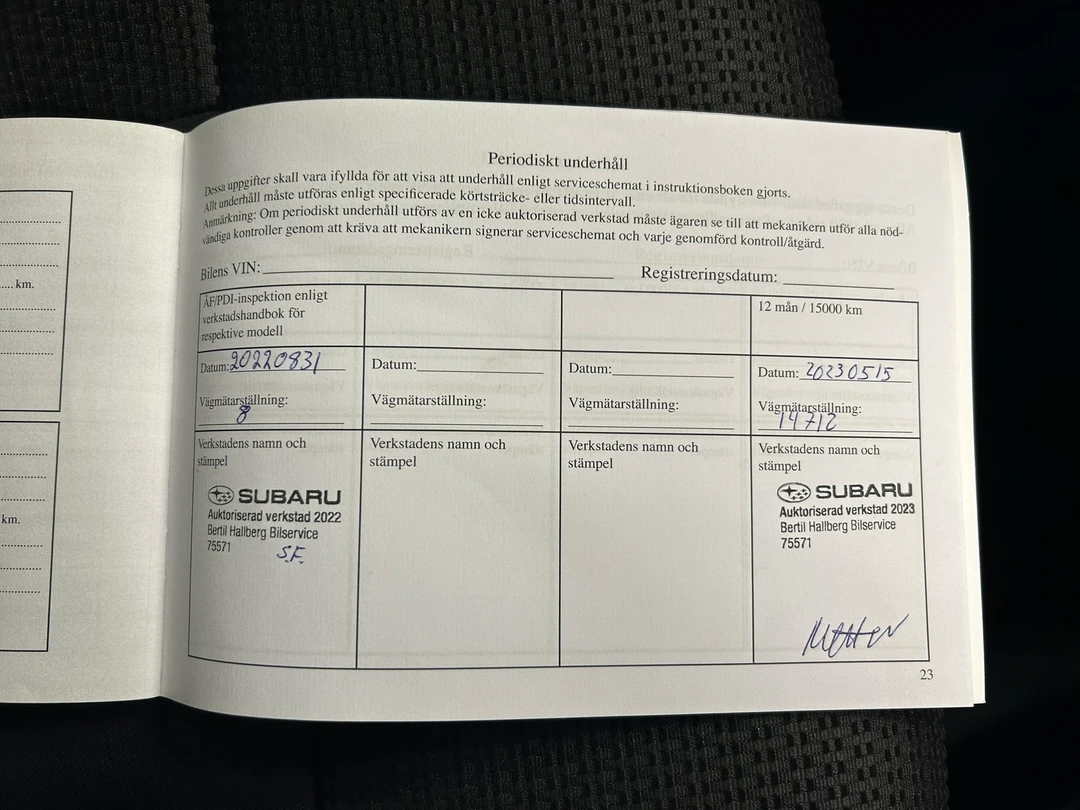 km.
km.
Periodiskt underhåll
Dessa uppgifter skall vara ifyllda för att visa att underhåll enligt serviceschemat i instruktionsboken gjorts.
Allt underhåll måste utföras enligt specificerade körtsträcke- eller tidsintervall.
Anmärkning: Om periodiskt underhåll utförs av en icke auktoriserad verkstad måste ägaren se till att mekanikern utför alla nöd-
vändiga kontroller genom att kräva att mekanikern signerar serviceschemat och varje genomförd kontroll/åtgärd.
Bilens VIN: Registreringsdatum:
ÅF/PDI-inspektion enligt
verkstadshandbok för
respektive modell
Datum: 20220831
Vägmätarställning:
8
Verkstadens namn och
stämpel
SUBARU
Auktoriserad verkstad 2022
Bertil Hallberg Bilservice
75571
S.F.
Datum:
Vägmätarställning:
Verkstadens namn och
stämpel
Datum:
Vägmätarställning:
Verkstadens namn och
stämpel
12 mån / 15000 km
Datum: 20230515
Vägmätarställning:
14712
Verkstadens namn och
stämpel
SUBARU
Auktoriserad verkstad 2023
Bertil Hallberg Bilservice
75571
23